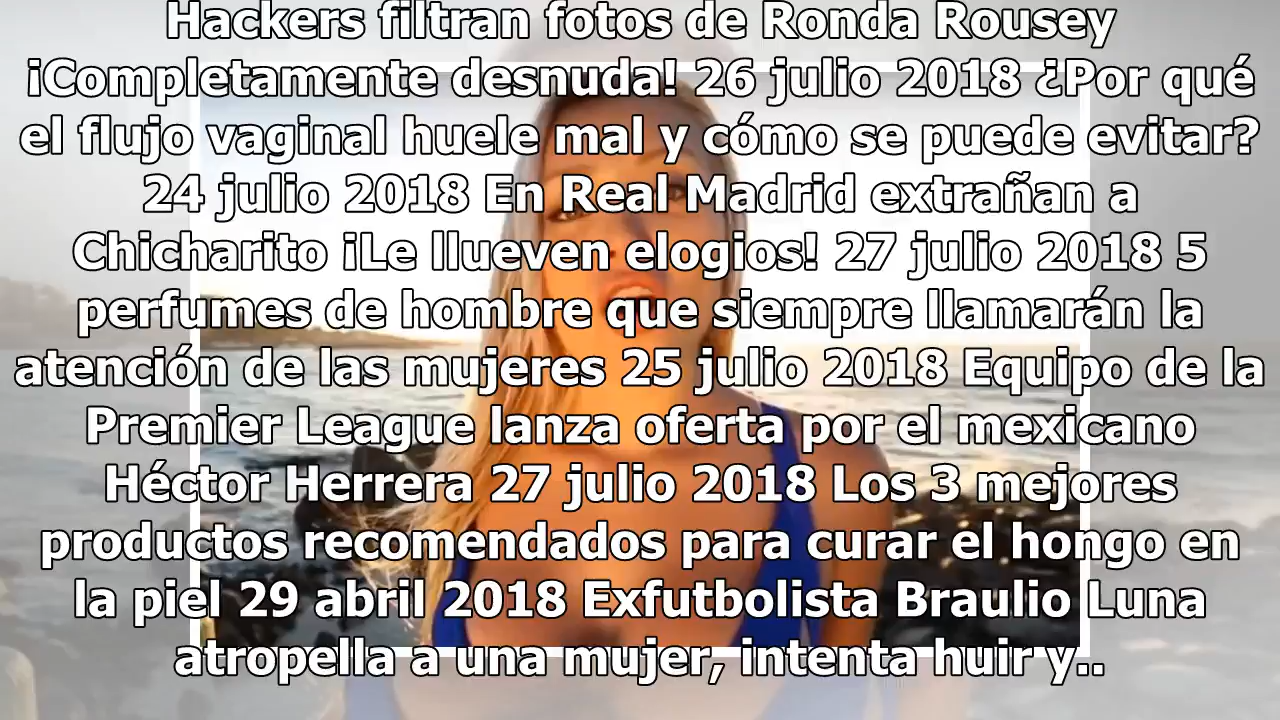 Hackers filtran fotos de Ronda Rousey
¡Completamente desnuda! 26 julio 2018 ¿Por qué
el flujo vaginal huele mal y cómo se puede evitar?
24 julio 2018 En Real Madrid extrañan a
Chicharito ¡Le llueven elogios! 27 julio 2018 5
perfumes de hombre que siempre llamarán la
atención de las mujeres 25 julio 2018 Equipo de la
Premier League lanza oferta por el mexicano
Héctor Herrera 27 julio 2018 Los 3 mejores
productos recomendados para curar el hongo en
la piel 29 abril 2018 Exfutbolista Braulio Luna
atropella a una mujer, intenta huir y..